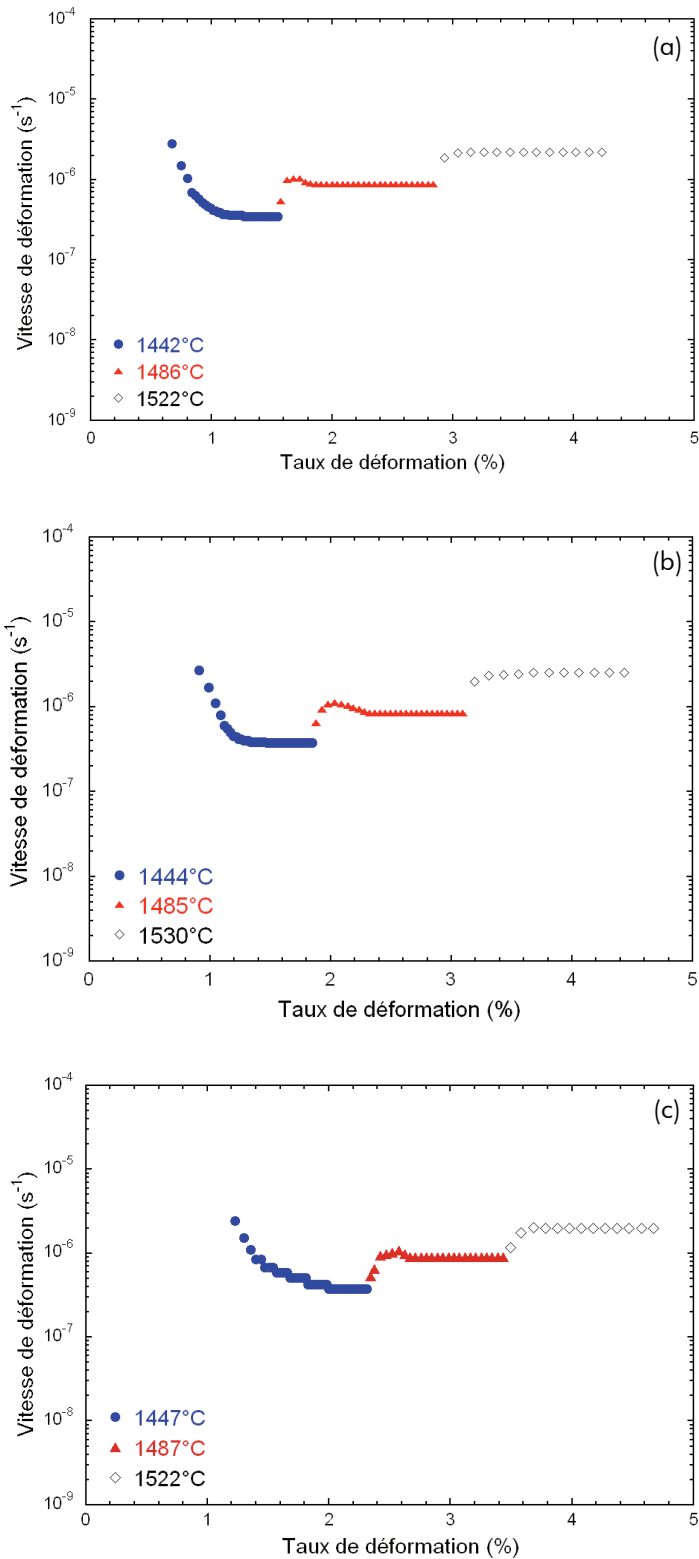 (a)
Vitesse de déformation (s⁻¹)
10⁻⁴
10⁻⁵
10⁻⁶
10⁻⁷
10⁻⁸
10⁻⁹
1442°C
1486°C
1522°C
0 1 2 3 4 5
Taux de déformation (%)
(b)
Vitesse de déformation (s⁻¹)
10⁻⁴
10⁻⁵
10⁻⁶
10⁻⁷
10⁻⁸
10⁻⁹
1444°C
1485°C
1530°C
0 1 2 3 4 5
Taux de déformation (%)
(c)
Vitesse de déformation (s⁻¹)
10⁻⁴
10⁻⁵
10⁻⁶
10⁻⁷
10⁻⁸
10⁻⁹
1447°C
1487°C
1522°C
0 1 2 3 4 5
Taux de déformation (%)